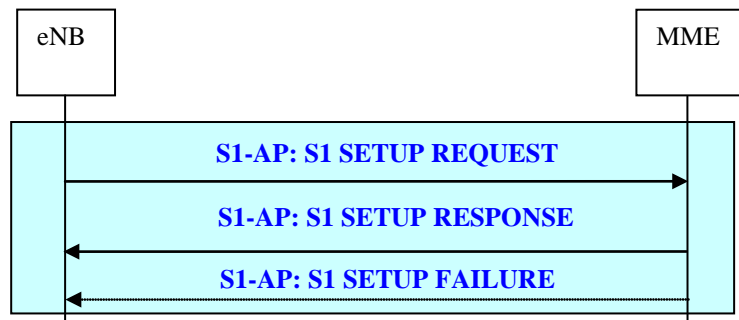 eNB
MME
S1-AP: S1 SETUP REQUEST
S1-AP: S1 SETUP RESPONSE
S1-AP: S1 SETUP FAILURE